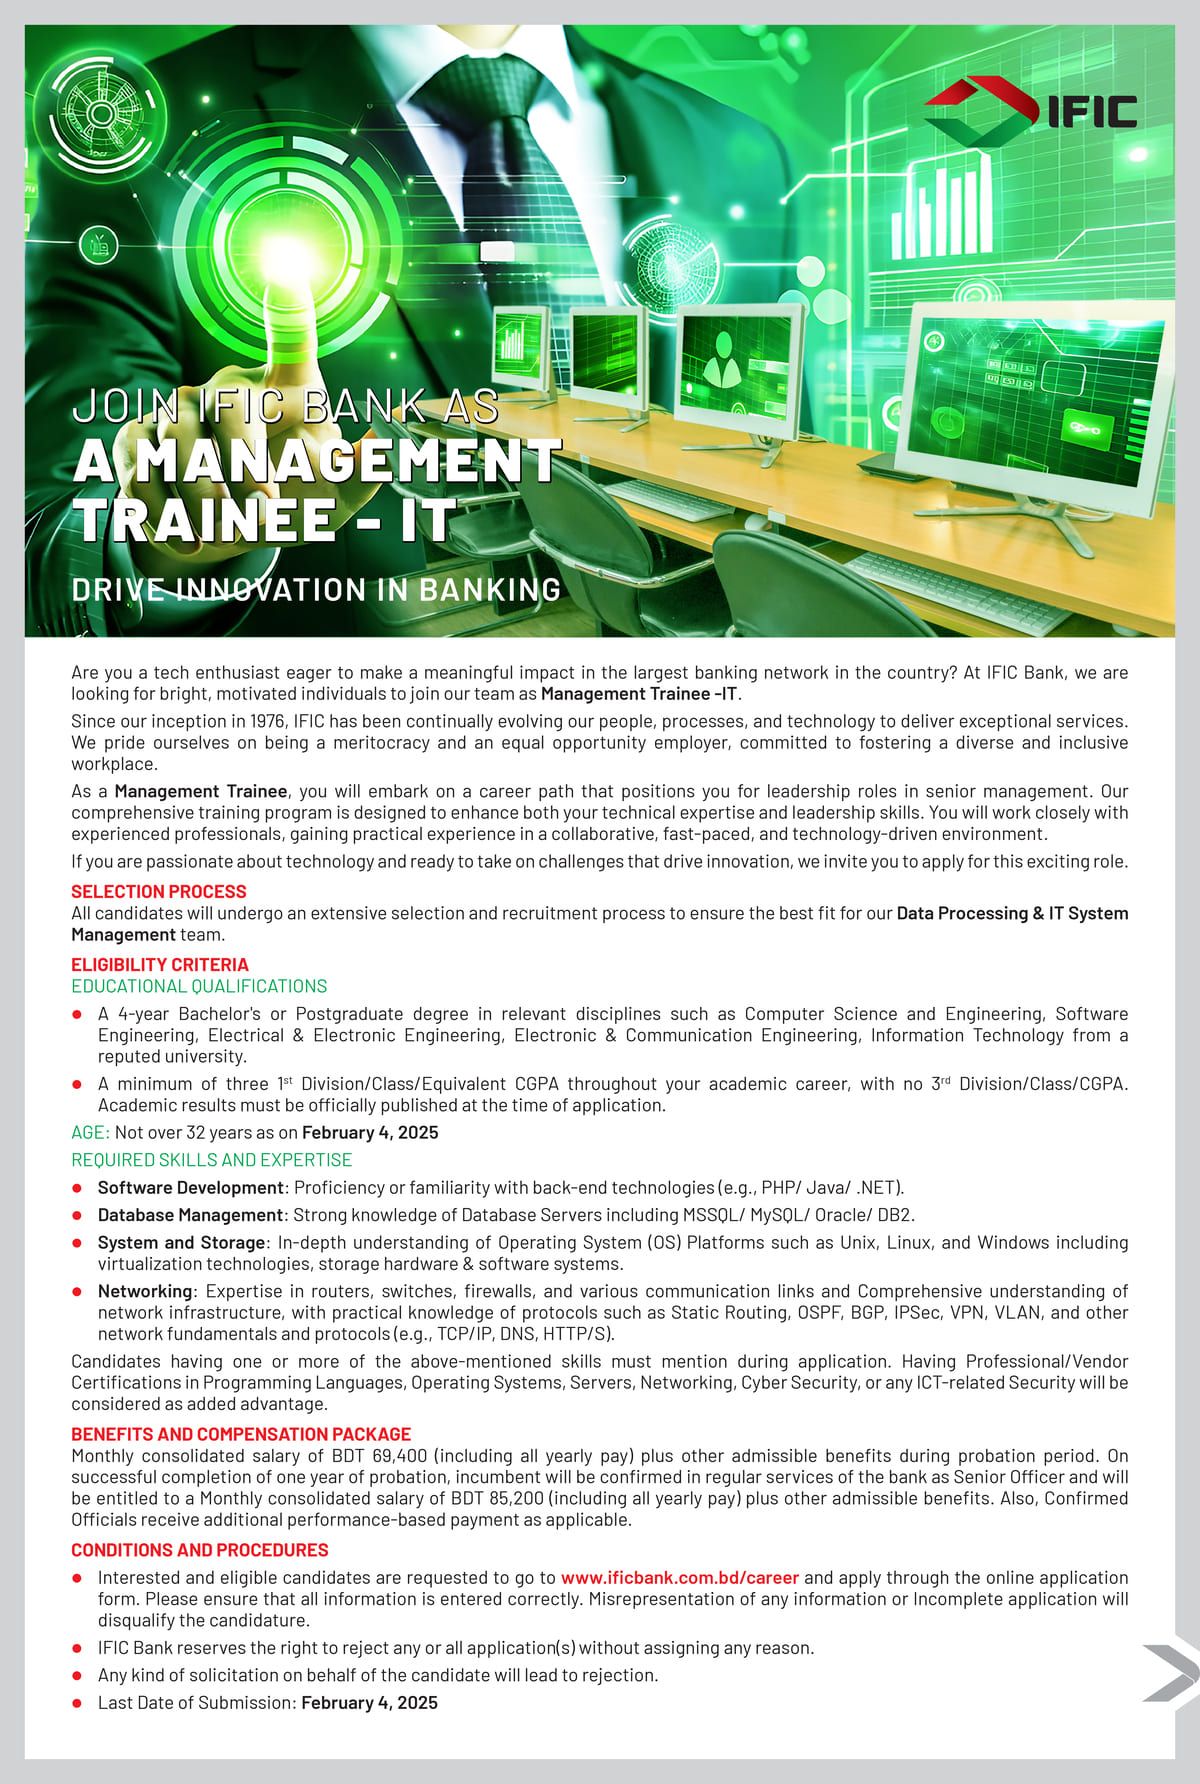 IFIC
JOIN IFIC BANK AS
A MANAGEMENT
TRAINEE - IT
DRIVE INNOVATION IN BANKING
Are you a tech enthusiast eager to make a meaningful impact in the largest banking network in the country? At IFIC Bank, we are
looking for bright, motivated individuals to join our team as Management Trainee -IT.
Since our inception in 1976, IFIC has been continually evolving our people, processes, and technology to deliver exceptional services.
We pride ourselves on being a meritocracy and an equal opportunity employer, committed to fostering a diverse and inclusive
workplace.
As a Management Trainee, you will embark on a career path that positions you for leadership roles in senior management. Our
comprehensive training program is designed to enhance both your technical expertise and leadership skills. You will work closely with
experienced professionals, gaining practical experience in a collaborative, fast-paced, and technology-driven environment.
If you are passionate about technology and ready to take on challenges that drive innovation, we invite you to apply for this exciting role.
SELECTION PROCESS
All candidates will undergo an extensive selection and recruitment process to ensure the best fit for our Data Processing & IT System
Management team.
ELIGIBILITY CRITERIA
EDUCATIONAL QUALIFICATIONS
● A 4-year Bachelor's or Postgraduate degree in relevant disciplines such as Computer Science and Engineering, Software
Engineering, Electrical & Electronic Engineering, Electronic & Communication Engineering, Information Technology from a
reputed university.
● A minimum of three 1st Division/Class/Equivalent CGPA throughout your academic career, with no 3rd Division/Class/CGPA.
Academic results must be officially published at the time of application.
AGE: Not over 32 years as on February 4, 2025
REQUIRED SKILLS AND EXPERTISE
● Software Development: Proficiency or familiarity with back-end technologies (e.g., PHP/ Java/ .NET).
● Database Management: Strong knowledge of Database Servers including MSSQL/ MySQL/ Oracle/ DB2.
● System and Storage: In-depth understanding of Operating System (OS) Platforms such as Unix, Linux, and Windows including
virtualization technologies, storage hardware & software systems.
● Networking: Expertise in routers, switches, firewalls, and various communication links and Comprehensive understanding of
network infrastructure, with practical knowledge of protocols such as Static Routing, OSPF, BGP, IPSec, VPN, VLAN, and other
network fundamentals and protocols (e.g., TCP/IP, DNS, HTTP/S).
Candidates having one or more of the above-mentioned skills must mention during application. Having Professional/Vendor
Certifications in Programming Languages, Operating Systems, Servers, Networking, Cyber Security, or any ICT-related Security will be
considered as added advantage.
BENEFITS AND COMPENSATION PACKAGE
Monthly consolidated salary of BDT 69,400 (including all yearly pay) plus other admissible benefits during probation period. On
successful completion of one year of probation, incumbent will be confirmed in regular services of the bank as Senior Officer and will
be entitled to a Monthly consolidated salary of BDT 85,200 (including all yearly pay) plus other admissible benefits. Also, Confirmed
Officials receive additional performance-based payment as applicable.
CONDITIONS AND PROCEDURES
● Interested and eligible candidates are requested to go to www.ificbank.com.bd/career and apply through the online application
form. Please ensure that all information is entered correctly. Misrepresentation of any information or Incomplete application will
disqualify the candidature.
● IFIC Bank reserves the right to reject any or all application(s) without assigning any reason.
● Any kind of solicitation on behalf of the candidate will lead to rejection.
● Last Date of Submission: February 4, 2025